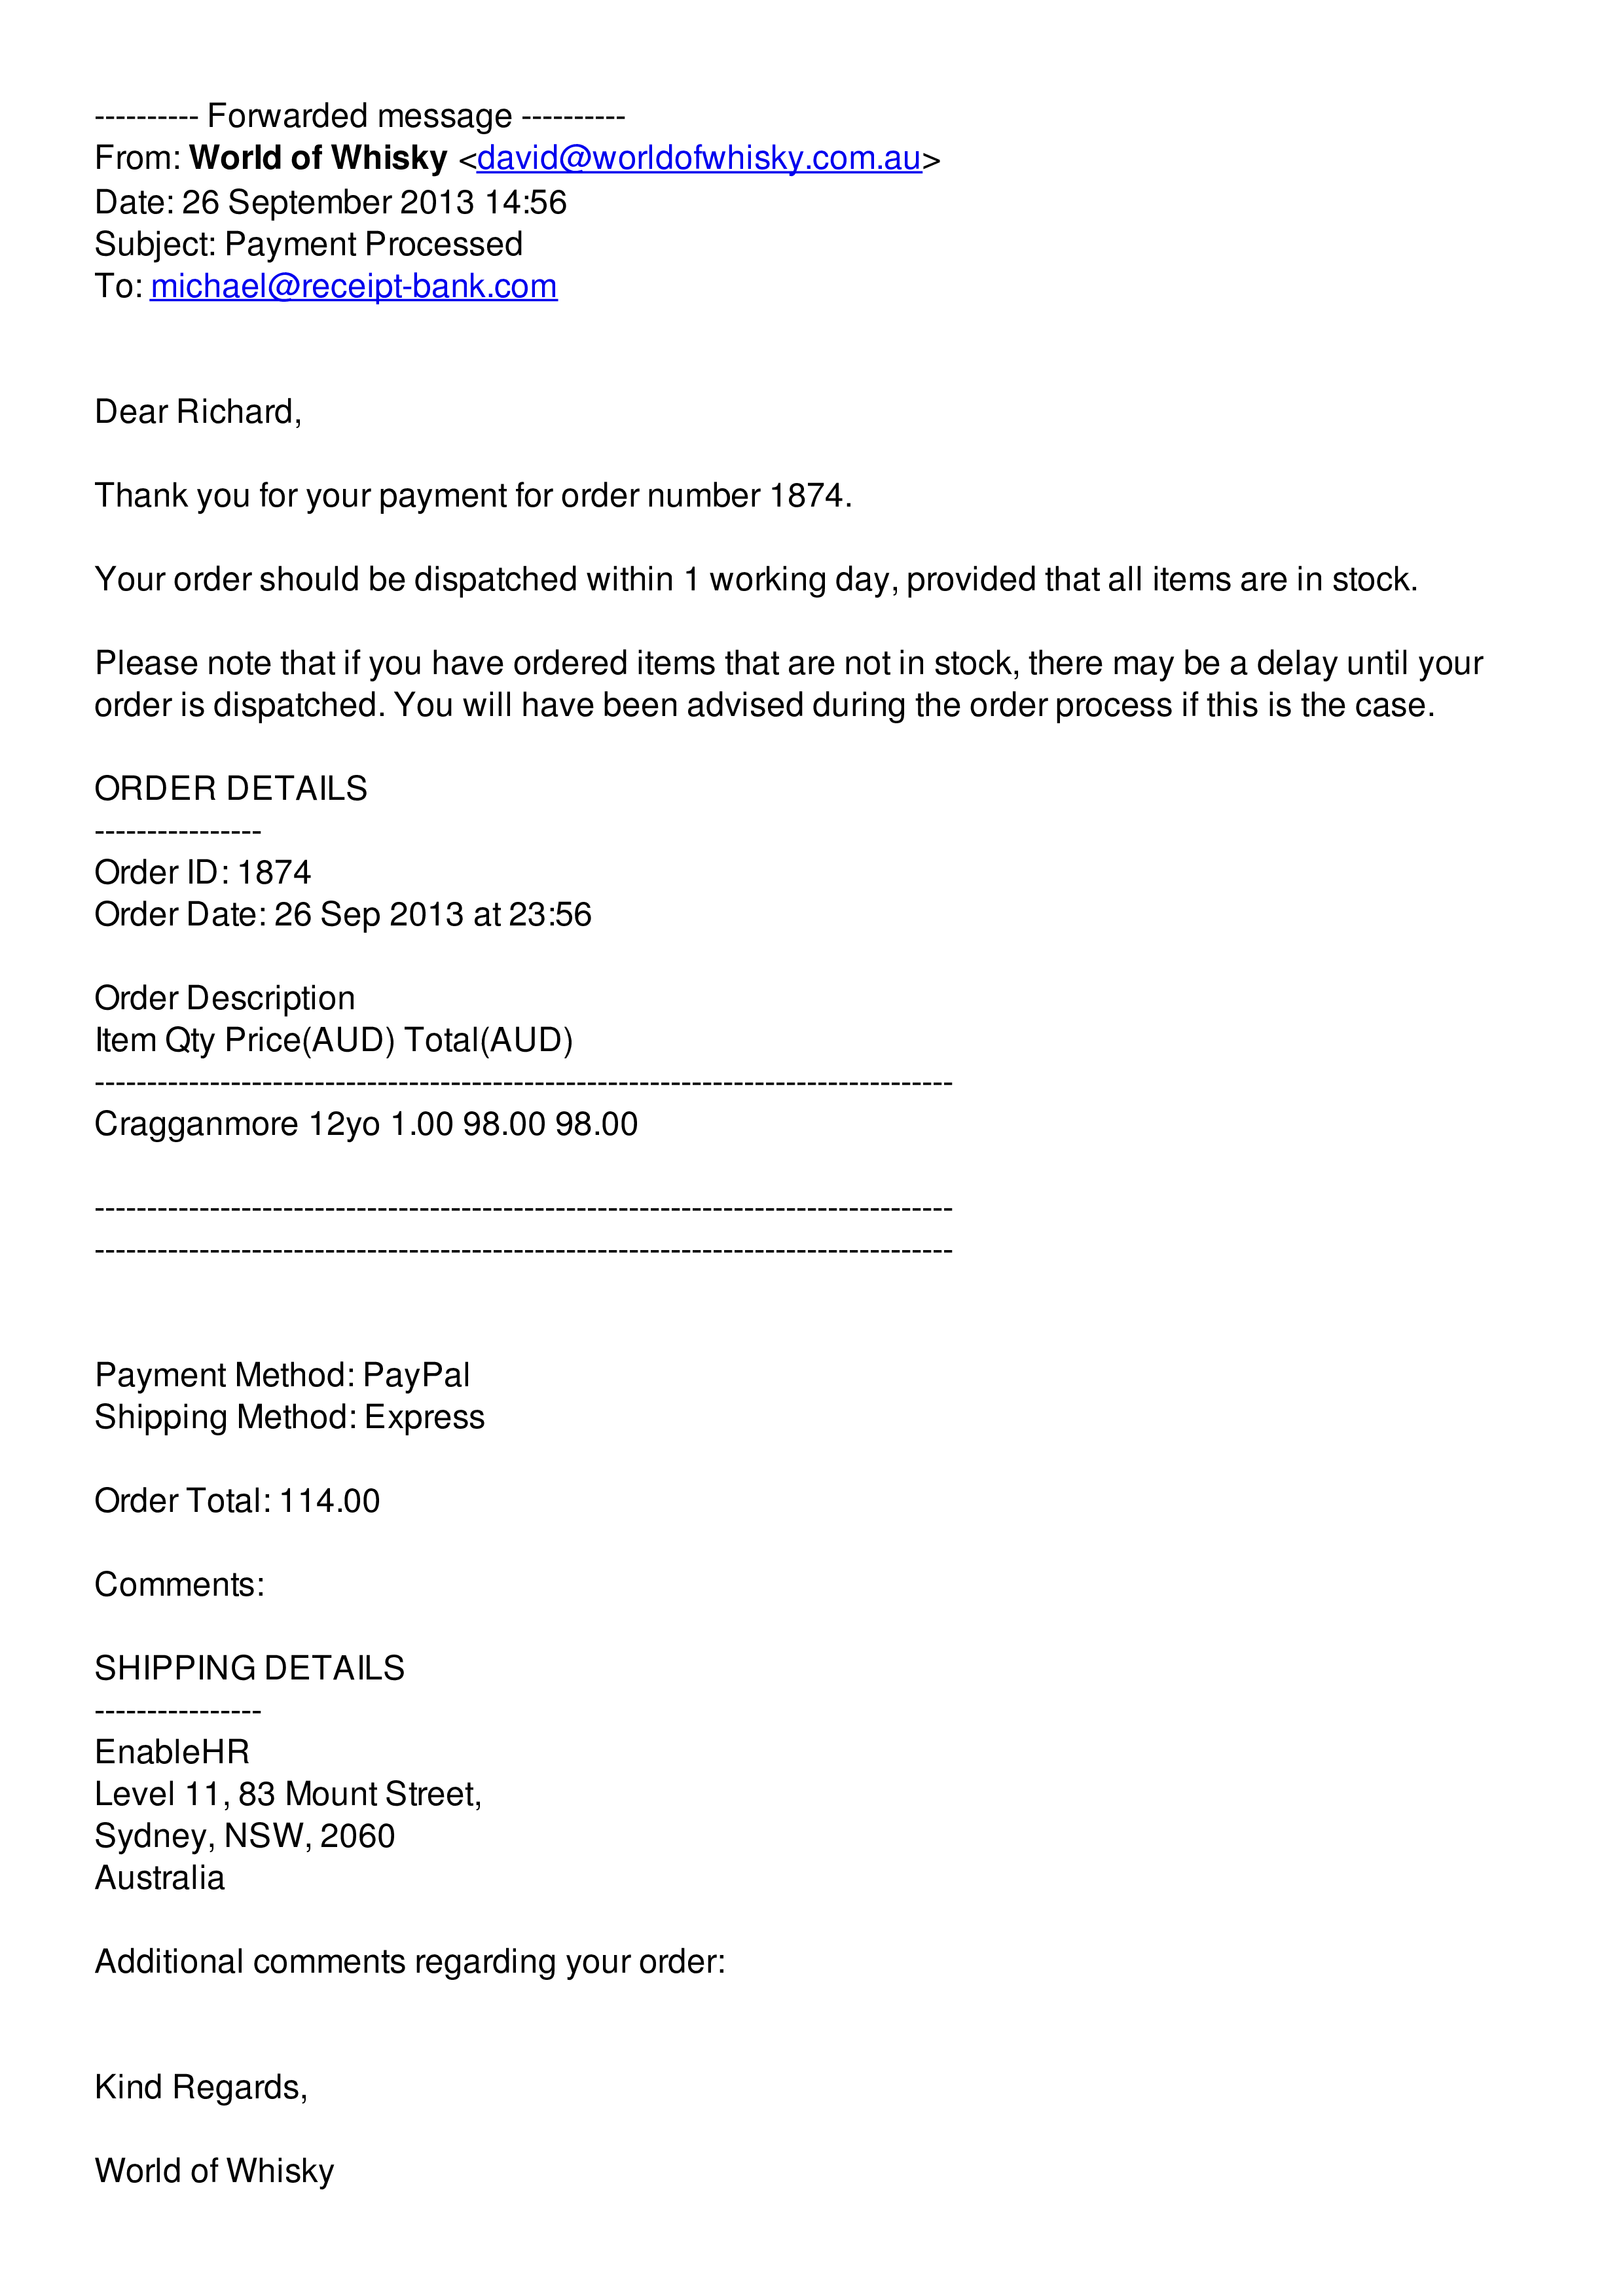 ---------- Forwarded message ----------
From: World of Whisky <david@worldofwhisky.com.au>
Date: 26 September 2013 14:56
Subject: Payment Processed
To: michael@receipt-bank.com
Dear Richard,
Thank you for your payment for order number 1874.
Your order should be dispatched within 1 working day, provided that all items are in stock.
Please note that if you have ordered items that are not in stock, there may be a delay until your
order is dispatched. You will have been advised during the order process if this is the case.
ORDER DETAILS
----------------
Order ID: 1874
Order Date: 26 Sep 2013 at 23:56
Order Description
Item Qty Price(AUD) Total(AUD)
----------------------------------------------------------------------------------
Cragganmore 12yo 1.00 98.00 98.00
----------------------------------------------------------------------------------
----------------------------------------------------------------------------------
Payment Method: PayPal
Shipping Method: Express
Order Total: 114.00
Comments:
SHIPPING DETAILS
----------------
EnableHR
Level 11, 83 Mount Street,
Sydney, NSW, 2060
Australia
Additional comments regarding your order:
Kind Regards,
World of Whisky